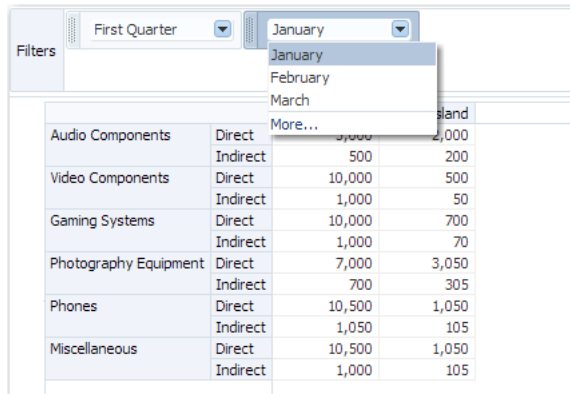 Filters
First Quarter
January
January
February
March
More...
sland
Audio Components Direct 2,000
Indirect 500 200
Video Components Direct 10,000 500
Indirect 1,000 50
Gaming Systems Direct 10,000 700
Indirect 1,000 70
Photography Equipment Direct 7,000 3,050
Indirect 700 305
Phones Direct 10,500 1,050
Indirect 1,050 105
Miscellaneous Direct 10,500 1,050
Indirect 1,000 105